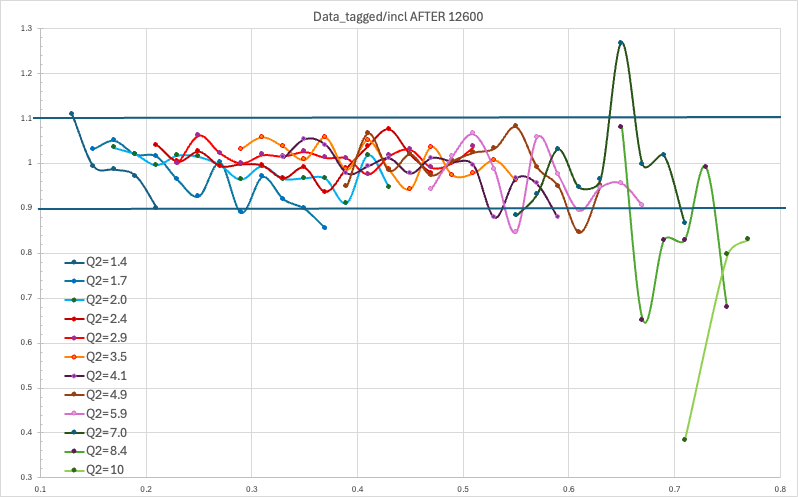 Data_tagged/incl AFTER 12600
1.3
1.2
1.1
1
0.9
0.8
0.7
0.6
0.5
0.4
0.3
Q2=1.4
Q2=1.7
Q2=2.0
Q2=2.4
Q2=2.9
Q2=3.5
Q2=4.1
Q2=4.9
Q2=5.9
Q2=7.0
Q2=8.4
Q2=10
0.1 0.2 0.3 0.4 0.5 0.6 0.7 0.8